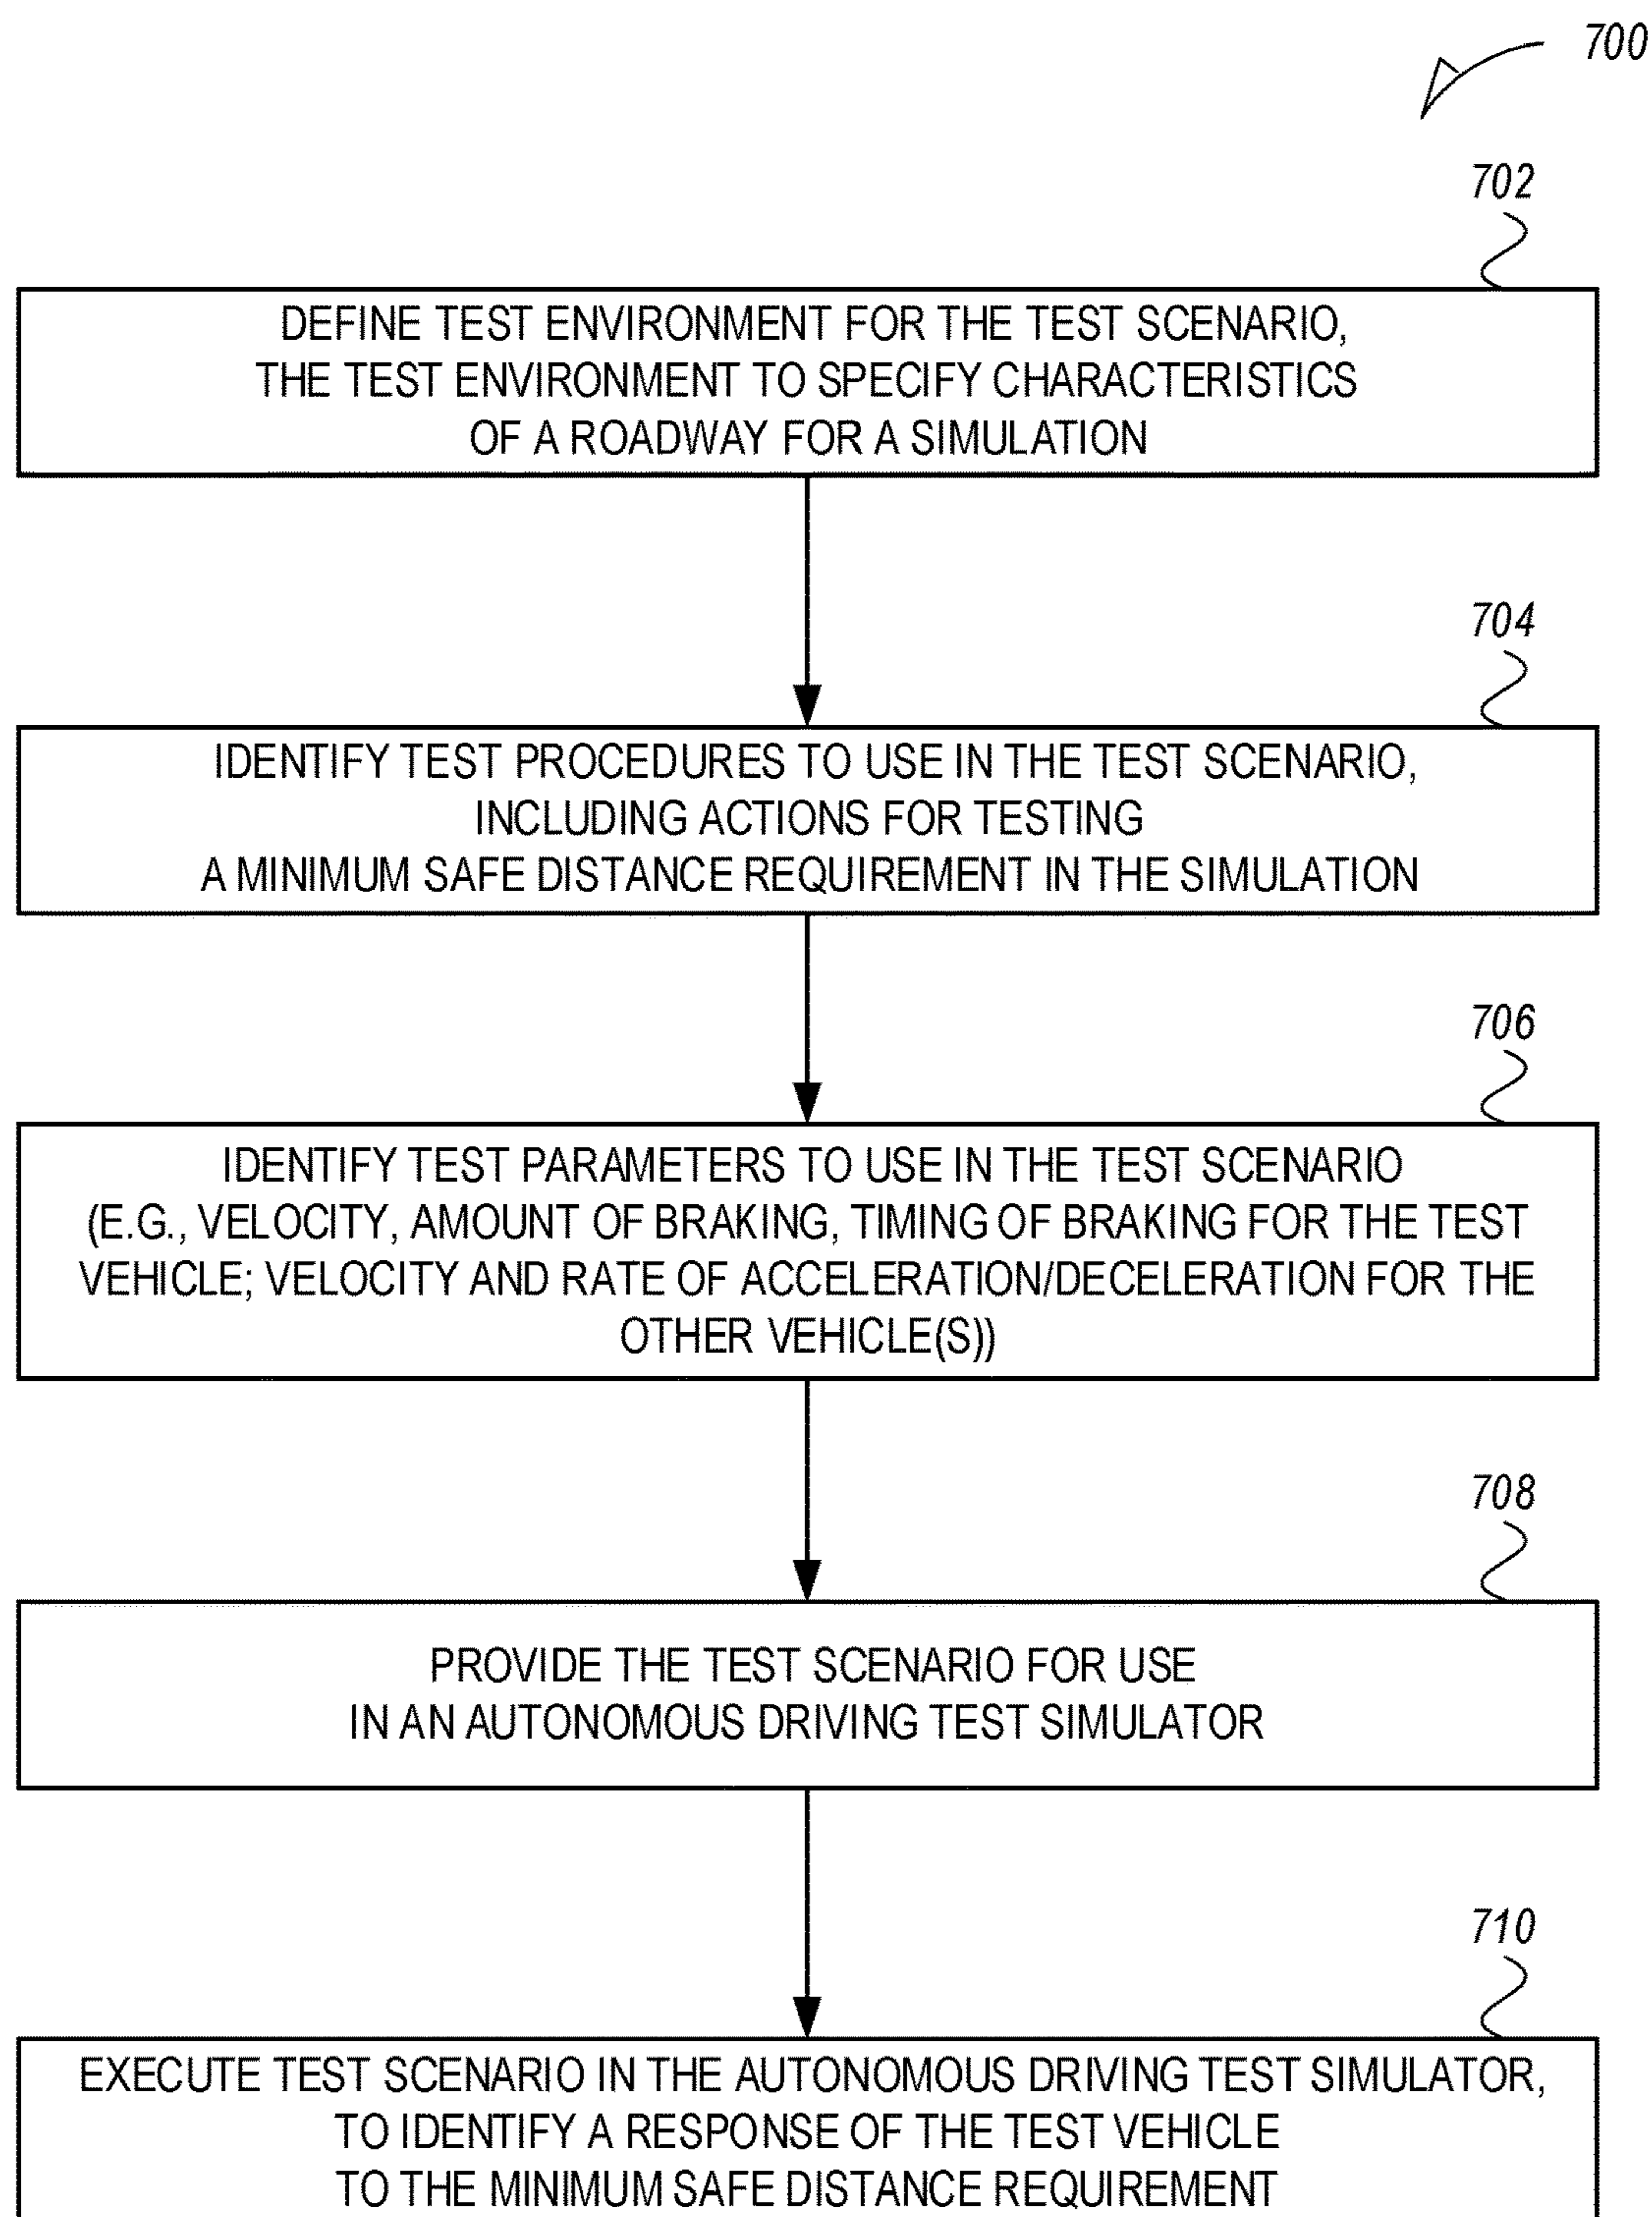 700
702
DEFINE TEST ENVIRONMENT FOR THE TEST SCENARIO,
THE TEST ENVIRONMENT TO SPECIFY CHARACTERISTICS
OF A ROADWAY FOR A SIMULATION
704
IDENTIFY TEST PROCEDURES TO USE IN THE TEST SCENARIO,
INCLUDING ACTIONS FOR TESTING
A MINIMUM SAFE DISTANCE REQUIREMENT IN THE SIMULATION
706
IDENTIFY TEST PARAMETERS TO USE IN THE TEST SCENARIO
(E.G., VELOCITY, AMOUNT OF BRAKING, TIMING OF BRAKING FOR THE TEST
VEHICLE; VELOCITY AND RATE OF ACCELERATION/DECELERATION FOR THE
OTHER VEHICLE(S))
708
PROVIDE THE TEST SCENARIO FOR USE
IN AN AUTONOMOUS DRIVING TEST SIMULATOR
710
EXECUTE TEST SCENARIO IN THE AUTONOMOUS DRIVING TEST SIMULATOR,
TO IDENTIFY A RESPONSE OF THE TEST VEHICLE
TO THE MINIMUM SAFE DISTANCE REQUIREMENT